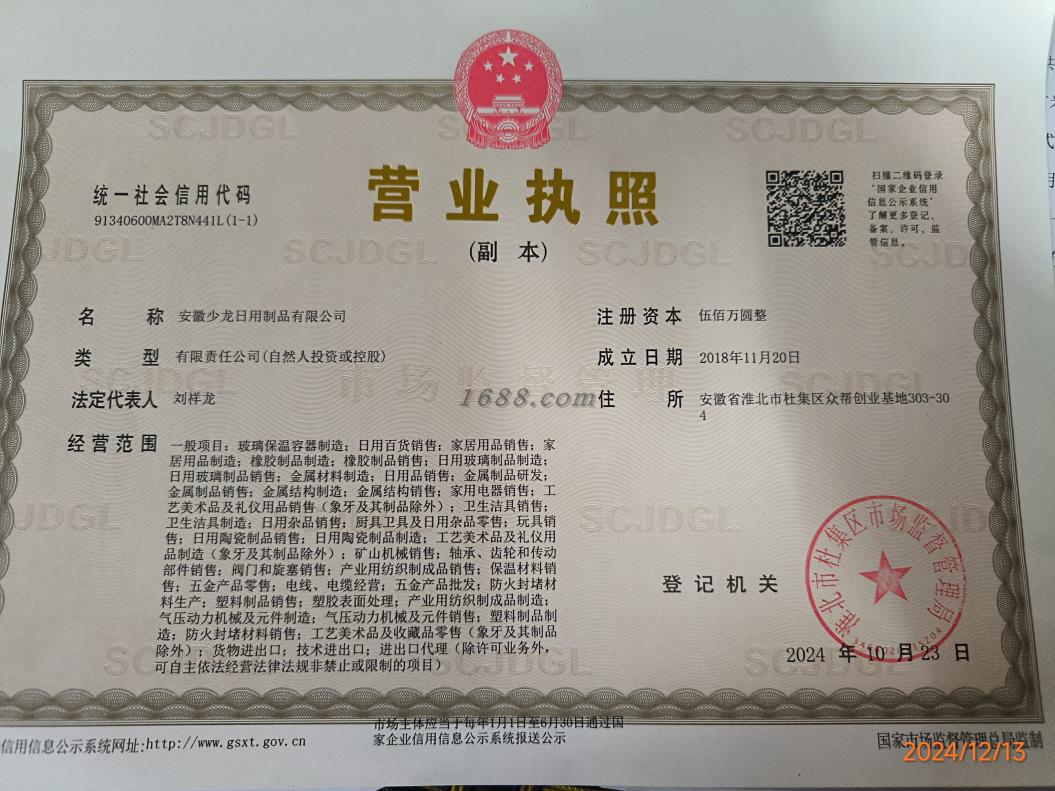 SCJDGL SCJDGL SCJDGL
统一社会信用代码
91340600MA2T8N441L(1-1)
营业执照
(副 本)
扫描二维码登录
‘国家企业信用
信息公示系统’
了解更多登记、
备案、许可、监
管信息。
名 称 安徽少龙日用制品有限公司
类 型 有限责任公司(自然人投资或控股)
法定代表人 刘祥龙
注册资本 伍佰万圆整
成立日期 2018年11月20日
住 所 安徽省淮北市杜集区众帮创业基地303-30
4
市场监督管理
1688.com
经营范围 一般项目：玻璃保温容器制造；日用百货销售；家居用品销售；家
居用品制造；橡胶制品制造；橡胶制品销售；日用玻璃制品制造；
日用玻璃制品销售；金属材料制造；日用品销售；金属制品研发；
金属制品销售；金属结构制造；金属结构销售；家用电器销售；工
艺美术品及礼仪用品销售（象牙及其制品除外）；卫生洁具销售；
卫生洁具制造；日用杂品销售；厨具卫具及日用杂品零售；玩具销
售；日用陶瓷制品销售；日用陶瓷制品制造；工艺美术品及礼仪用
品制造（象牙及其制品除外）；矿山机械销售；轴承、齿轮和传动
部件销售；阀门和旋塞销售；产业用纺织制成品销售；保温材料销
售；五金产品零售；电线、电缆经营；五金产品批发；防火封堵材
料生产；塑料制品销售；塑胶表面处理；产业用纺织制成品制造；
气压动力机械及元件制造；气压动力机械及元件销售；塑料制品制
造；防火封堵材料销售；工艺美术品及收藏品零售（象牙及其制品
除外）；货物进出口；技术进出口；进出口代理（除许可业务外，
可自主依法经营法律法规非禁止或限制的项目）
登记机关
淮北市杜集区市场监督管理局
2024 年 10 月 23 日
信用信息公示系统网址:http://www.gsxt.gov.cn
市场主体应当于每年1月1日至6月30日通过国
家企业信用信息公示系统报送公示
国家市场监督管理总局监制
2024/12/13